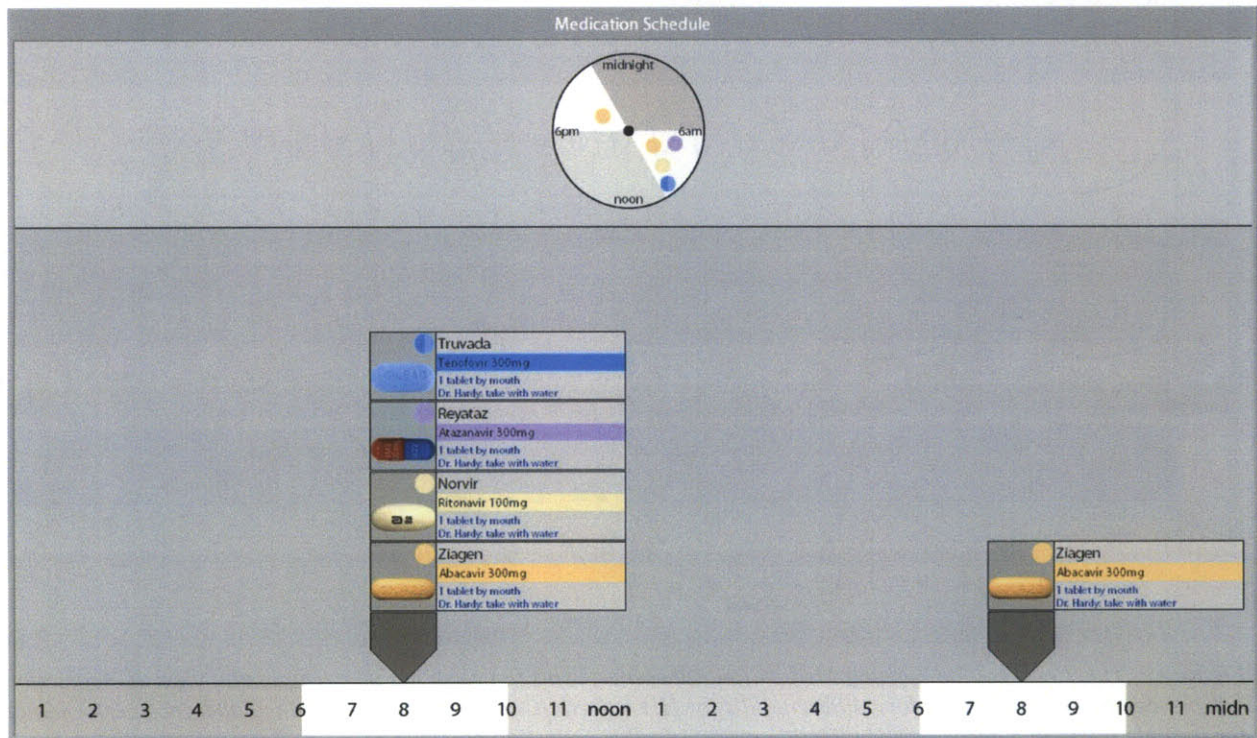 Medication Schedule
midnight
6pm
6am
noon
Truvada
Tenofovir 300mg
1 tablet by mouth
Dr. Hardy: take with water
Reyataz
Atazanavir 300mg
1 tablet by mouth
Dr. Hardy: take with water
Norvir
Ritonavir 100mg
1 tablet by mouth
Dr. Hardy: take with water
Ziagen
Abacavir 300mg
1 tablet by mouth
Dr. Hardy: take with water
Ziagen
Abacavir 300mg
1 tablet by mouth
Dr. Hardy: take with water
1 2 3 4 5 6 7 8 9 10 11 noon 1 2 3 4 5 6 7 8 9 10 11 midn